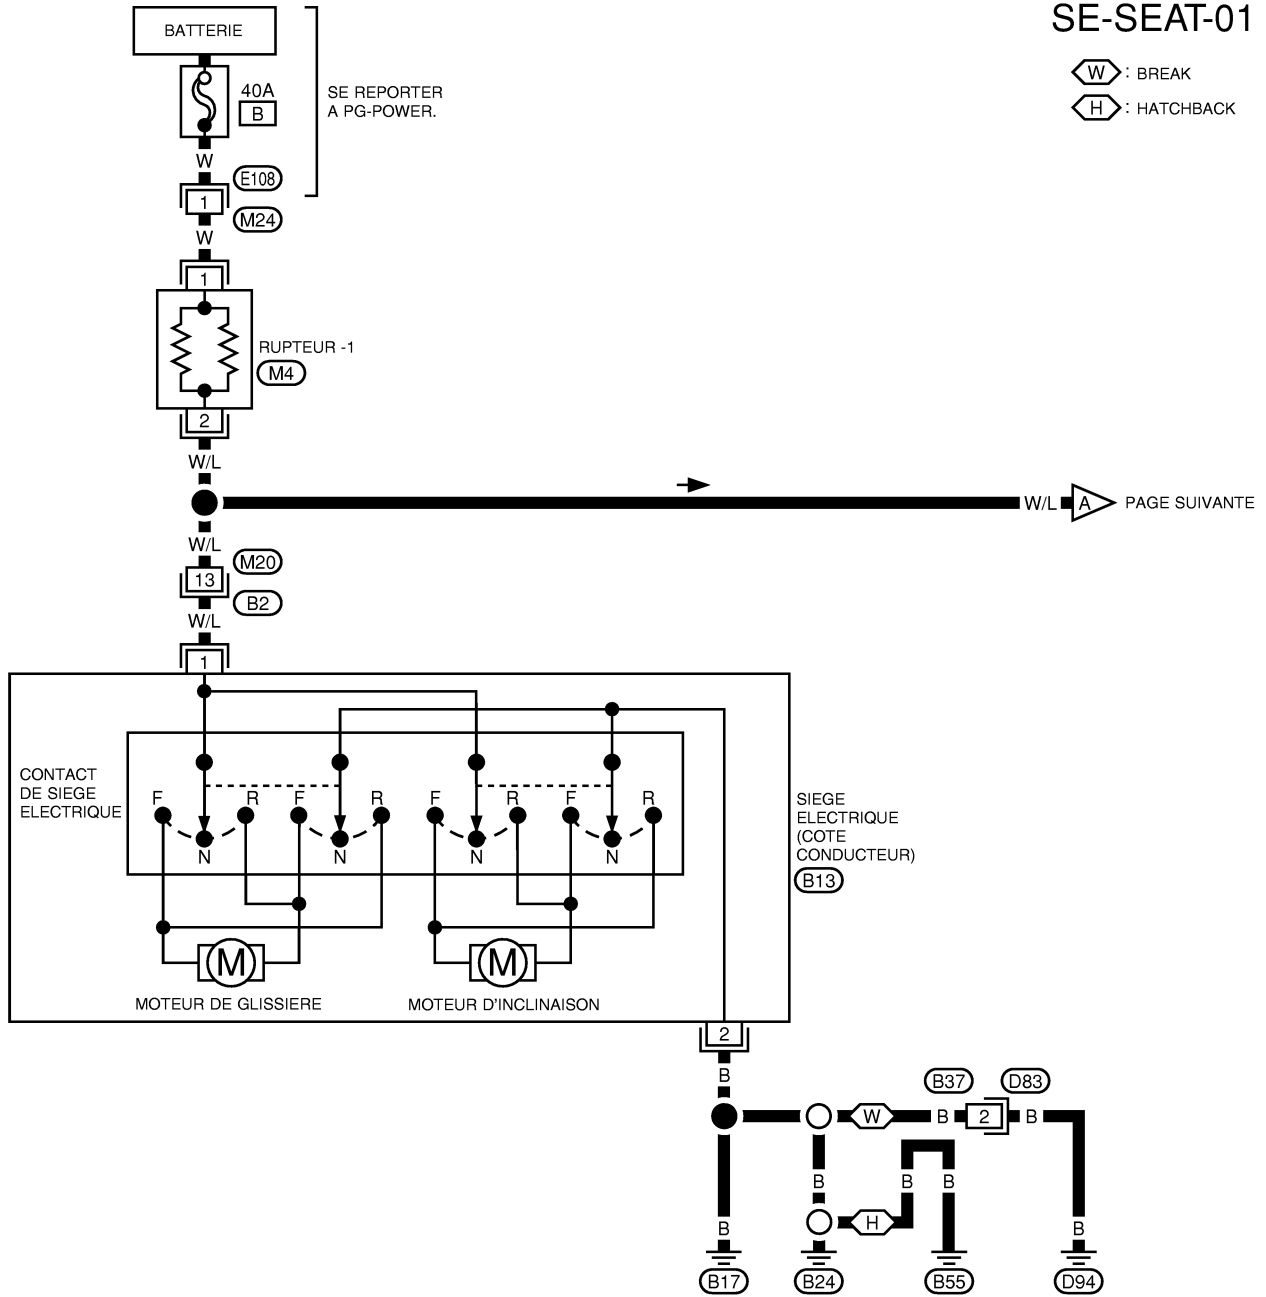 SE-SEAT-01
BATTERIE
W : BREAK
H : HATCHBACK
40A
B
SE REPORTER
A PG-POWER.
W
E108
1
M24
W
1
RUPTEUR -1
M4
2
W/L
W/L A PAGE SUIVANTE
W/L
M20
13
B2
W/L
1
CONTACT
DE SIEGE
ELECTRIQUE
F R F R F R F R
N N N N
SIEGE
ELECTRIQUE
(COTE
CONDUCTEUR)
B13
M M
MOTEUR DE GLISSIERE MOTEUR D'INCLINAISON
2
B
B37 D83
W B 2 B
B B B
H
B B
B17 B24 B55 D94